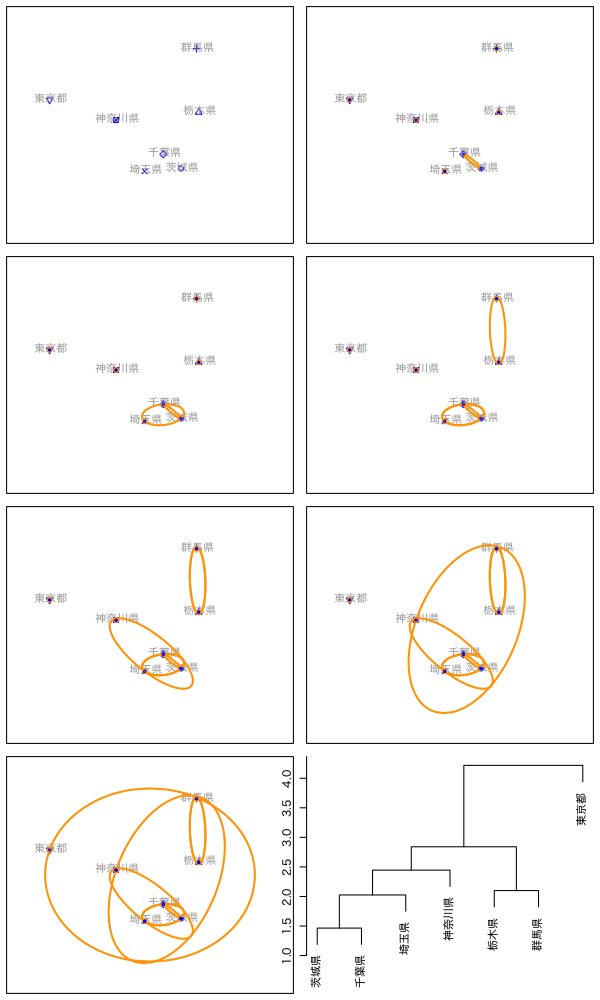 群馬県
東京都
栃木県
神奈川県
千葉県
埼玉県 茨城県
群馬県
東京都
栃木県
神奈川県
千葉県
埼玉県 茨城県
群馬県
東京都
栃木県
神奈川県
千葉県
埼玉県 茨城県
群馬県
東京都
栃木県
神奈川県
千葉県
埼玉県 茨城県
群馬県
東京都
栃木県
神奈川県
千葉県
埼玉県 茨城県
群馬県
東京都
栃木県
神奈川県
千葉県
埼玉県 茨城県
群馬県
東京都
栃木県
神奈川県
千葉県
埼玉県 茨城県
4.0
3.5
3.0
2.5
2.0
1.5
1.0
茨城県
千葉県
埼玉県
神奈川県
栃木県
群馬県
東京都